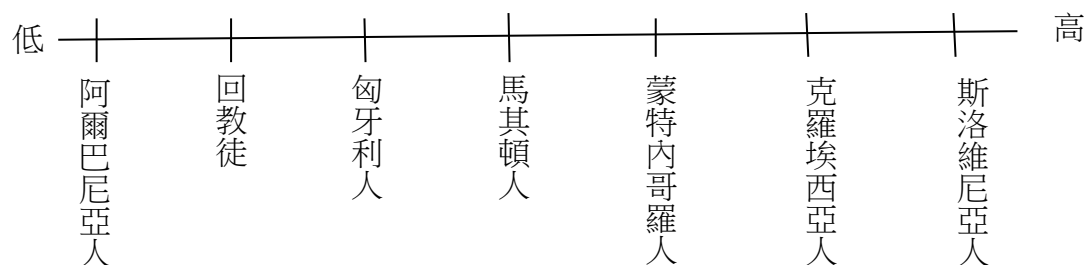 低
高
阿爾巴尼亞人
回教徒
匈牙利人
馬其頓人
蒙特內哥羅人
克羅埃西亞人
斯洛維尼亞人